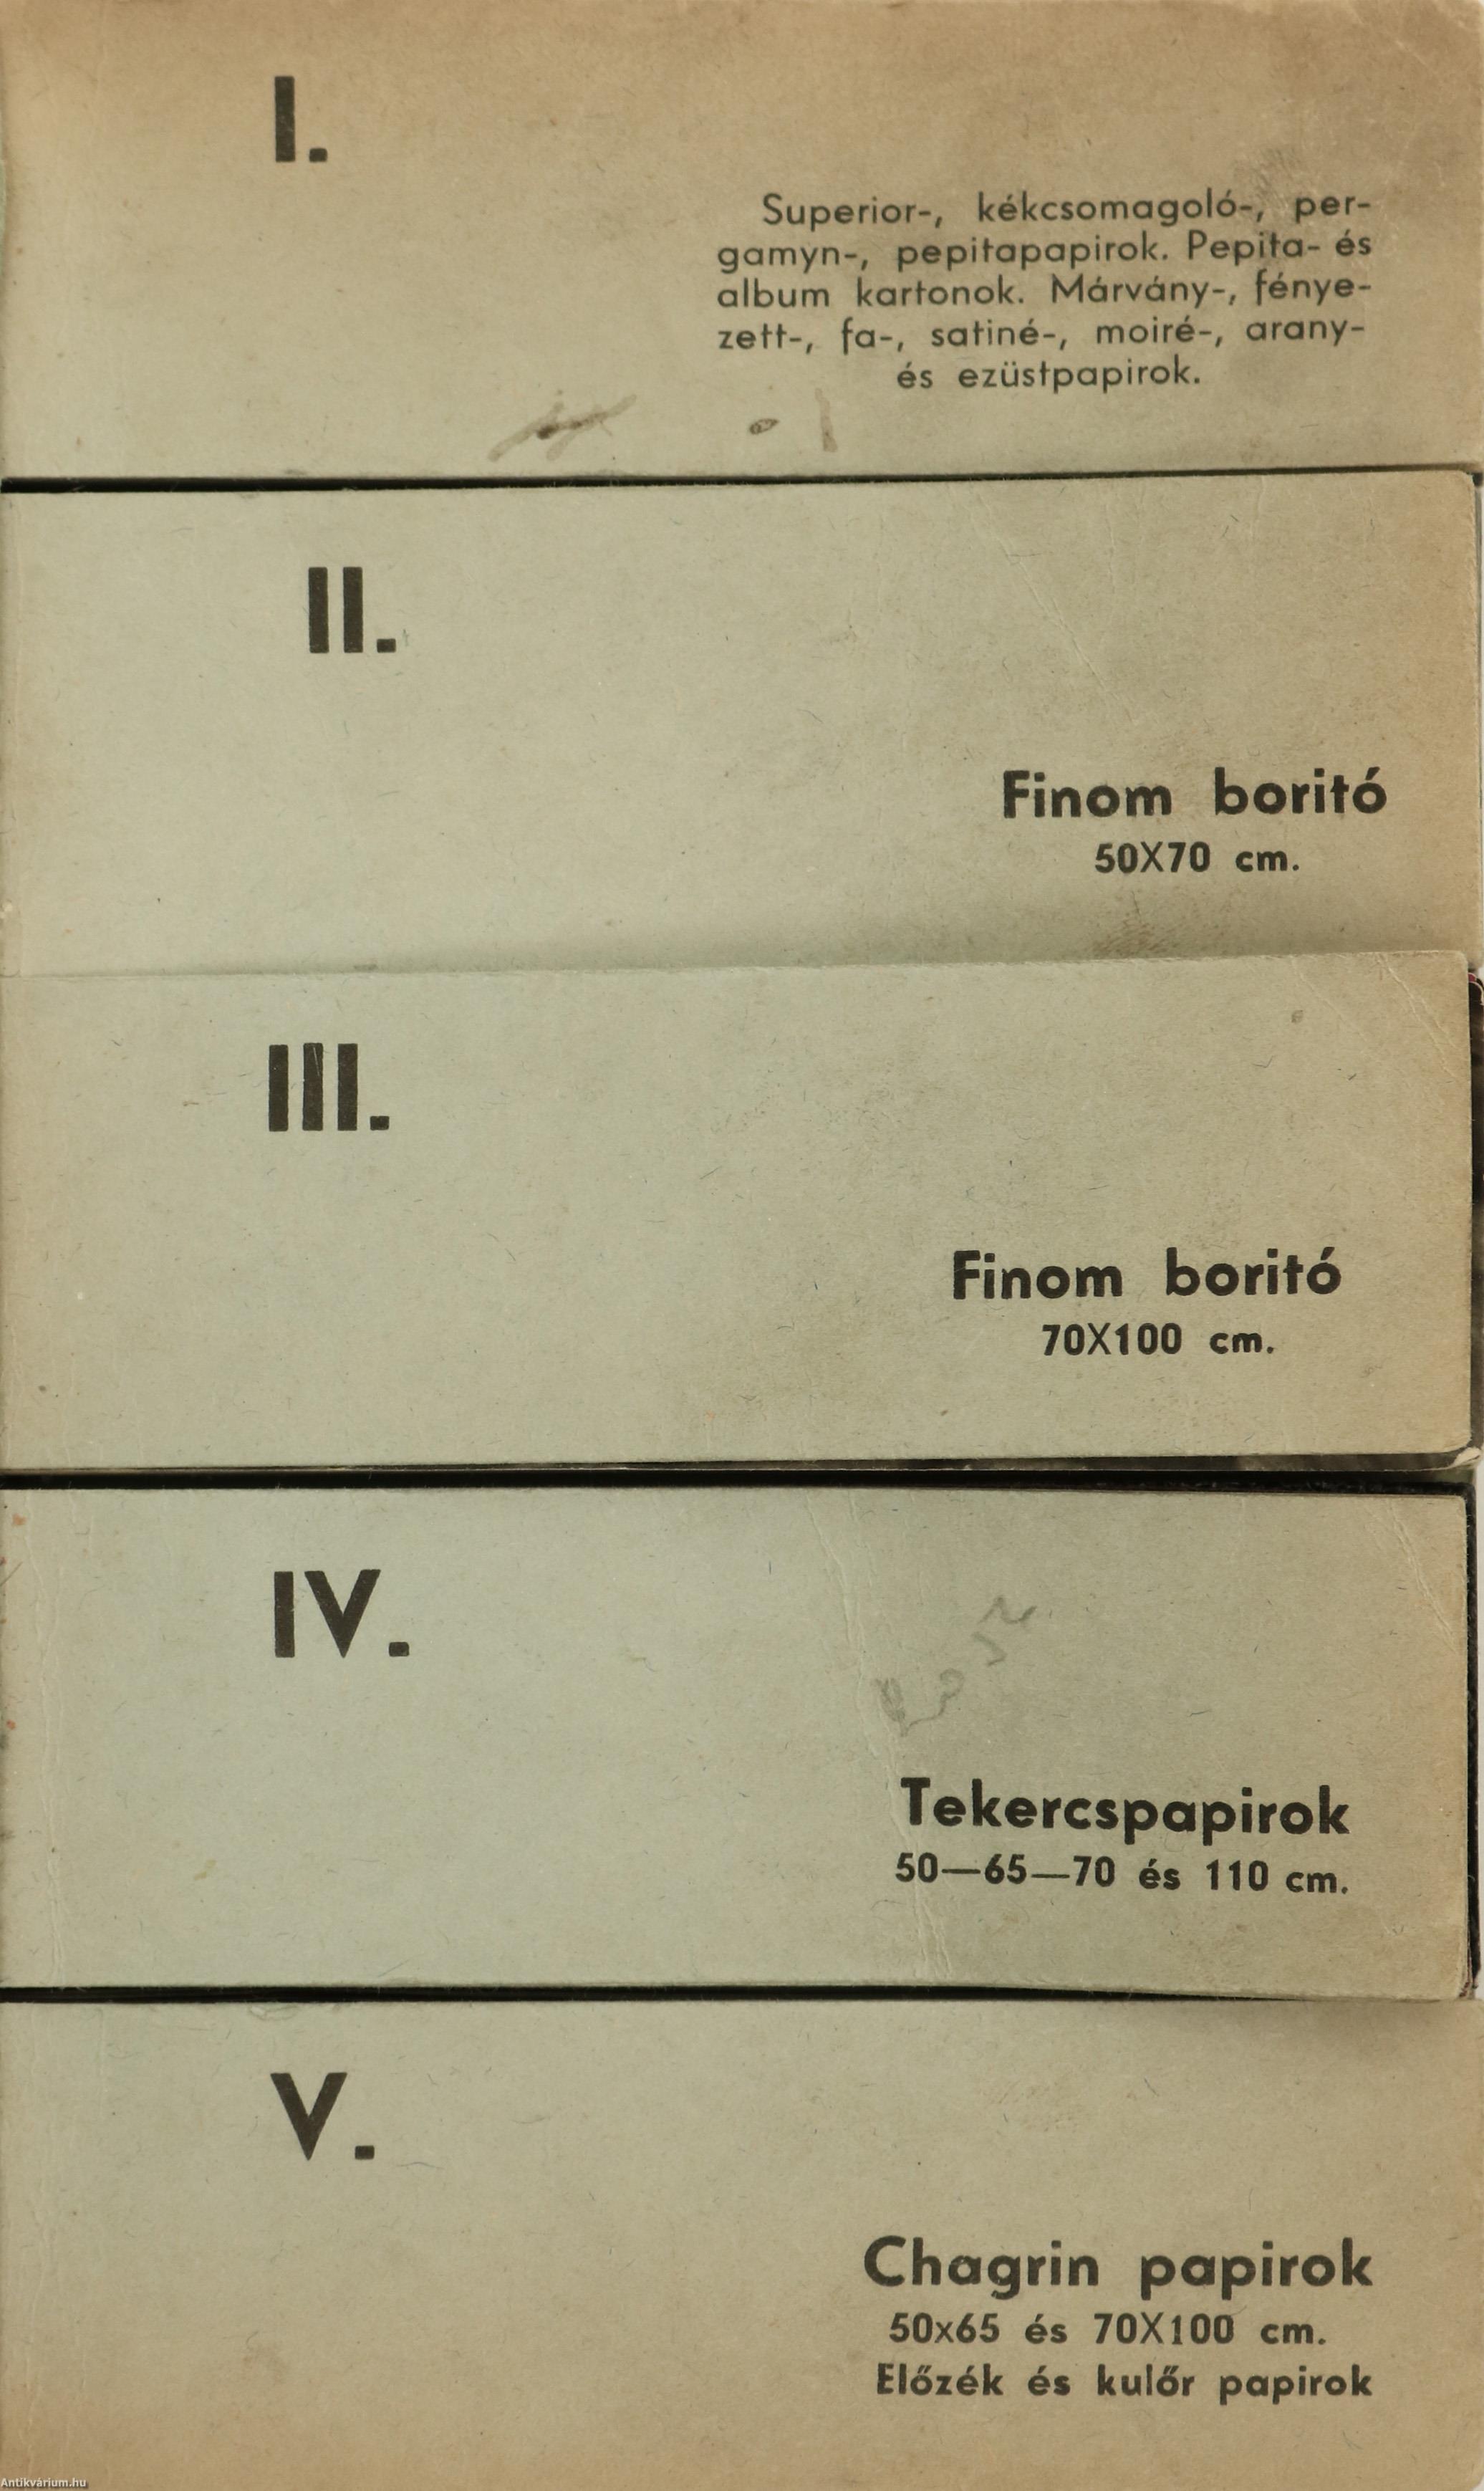 I.
Superior-, kékcsomagoló-, per-
gamyn-, pepitapapirok. Pepita- és
album kartonok. Márvány-, fénye-
zett-, fa-, satiné-, moiré-, arany-
és ezüstpapirok.
II.
Finom boritó
50X70 cm.
III.
Finom boritó
70X100 cm.
IV.
Tekercspapirok
50—65—70 és 110 cm.
V.
Chagrin papirok
50x65 és 70X100 cm.
Előzék és kulőr papirok
Antikvárium.hu